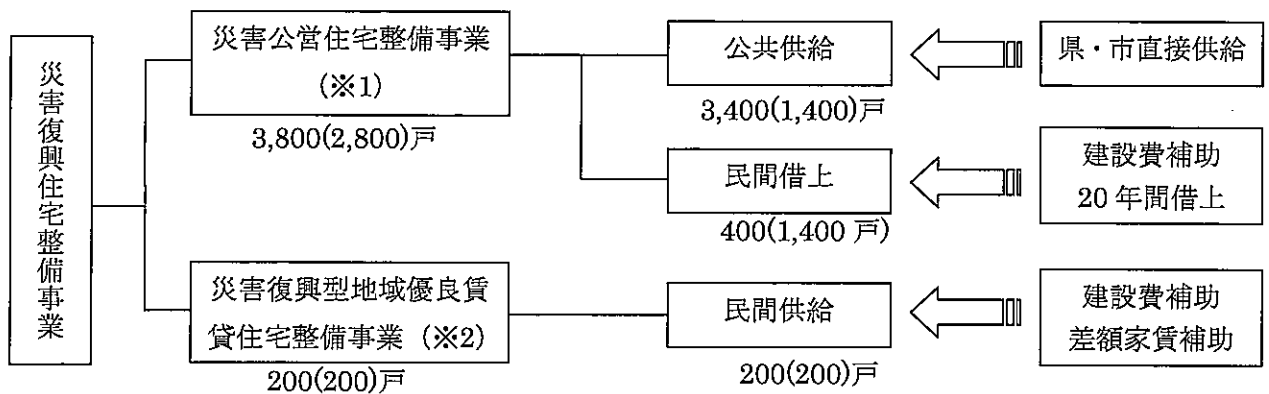 災害復興住宅整備事業
災害公営住宅整備事業
(※1)
3,800(2,800)戸
公共供給
3,400(1,400)戸
県・市直接供給
民間借上
400(1,400 戸)
建設費補助
20 年間借上
災害復興型地域優良賃
貸住宅整備事業 (※2)
200(200)戸
民間供給
200(200)戸
建設費補助
差額家賃補助